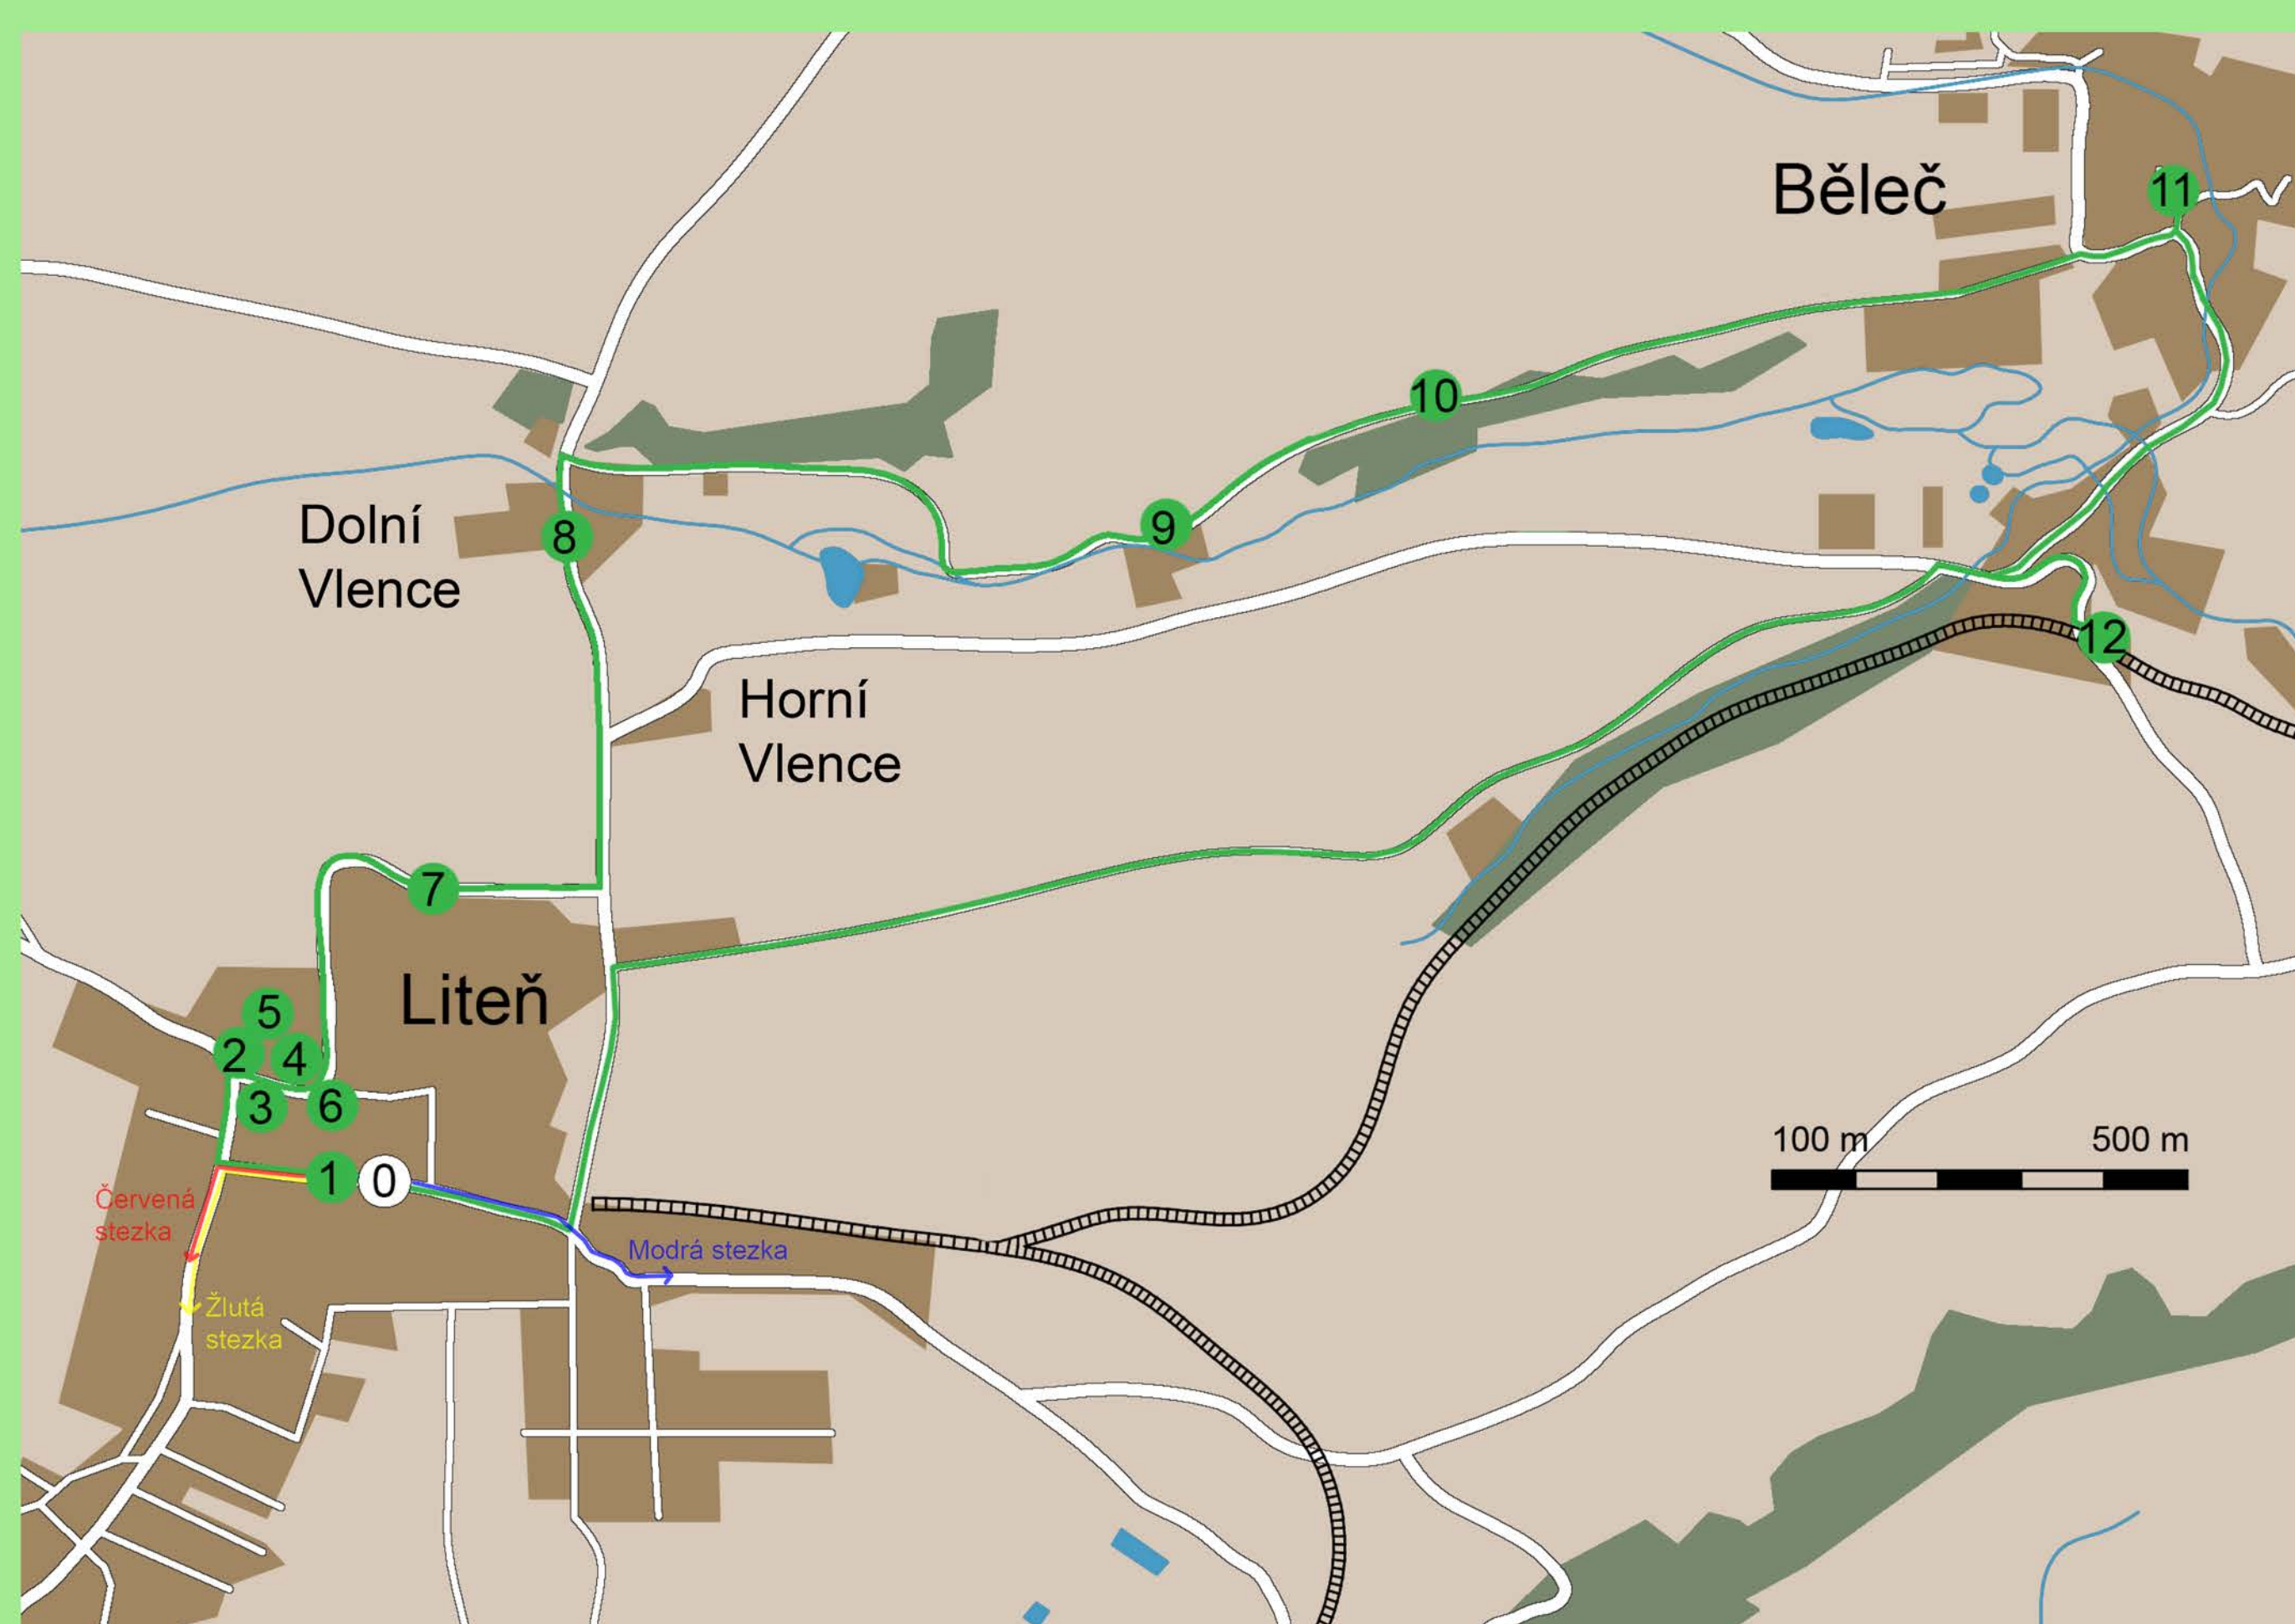 Běleč
11
10
Dolní
Vlence
8
9
12
Horní
Vlence
7
Liteň
5
2
4
3
6
100 m
500 m
1
0
Červená
stezka
Modrá stezka
Žlutá
stezka